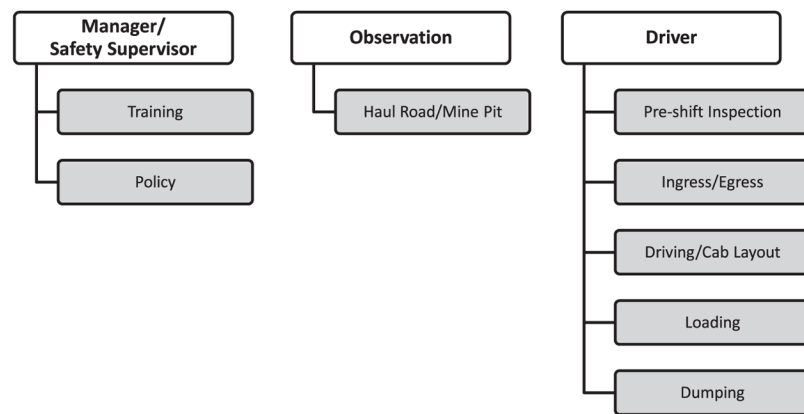 Manager/
Safety Supervisor
Training
Policy
Observation
Haul Road/Mine Pit
Driver
Pre-shift Inspection
Ingress/Egress
Driving/Cab Layout
Loading
Dumping